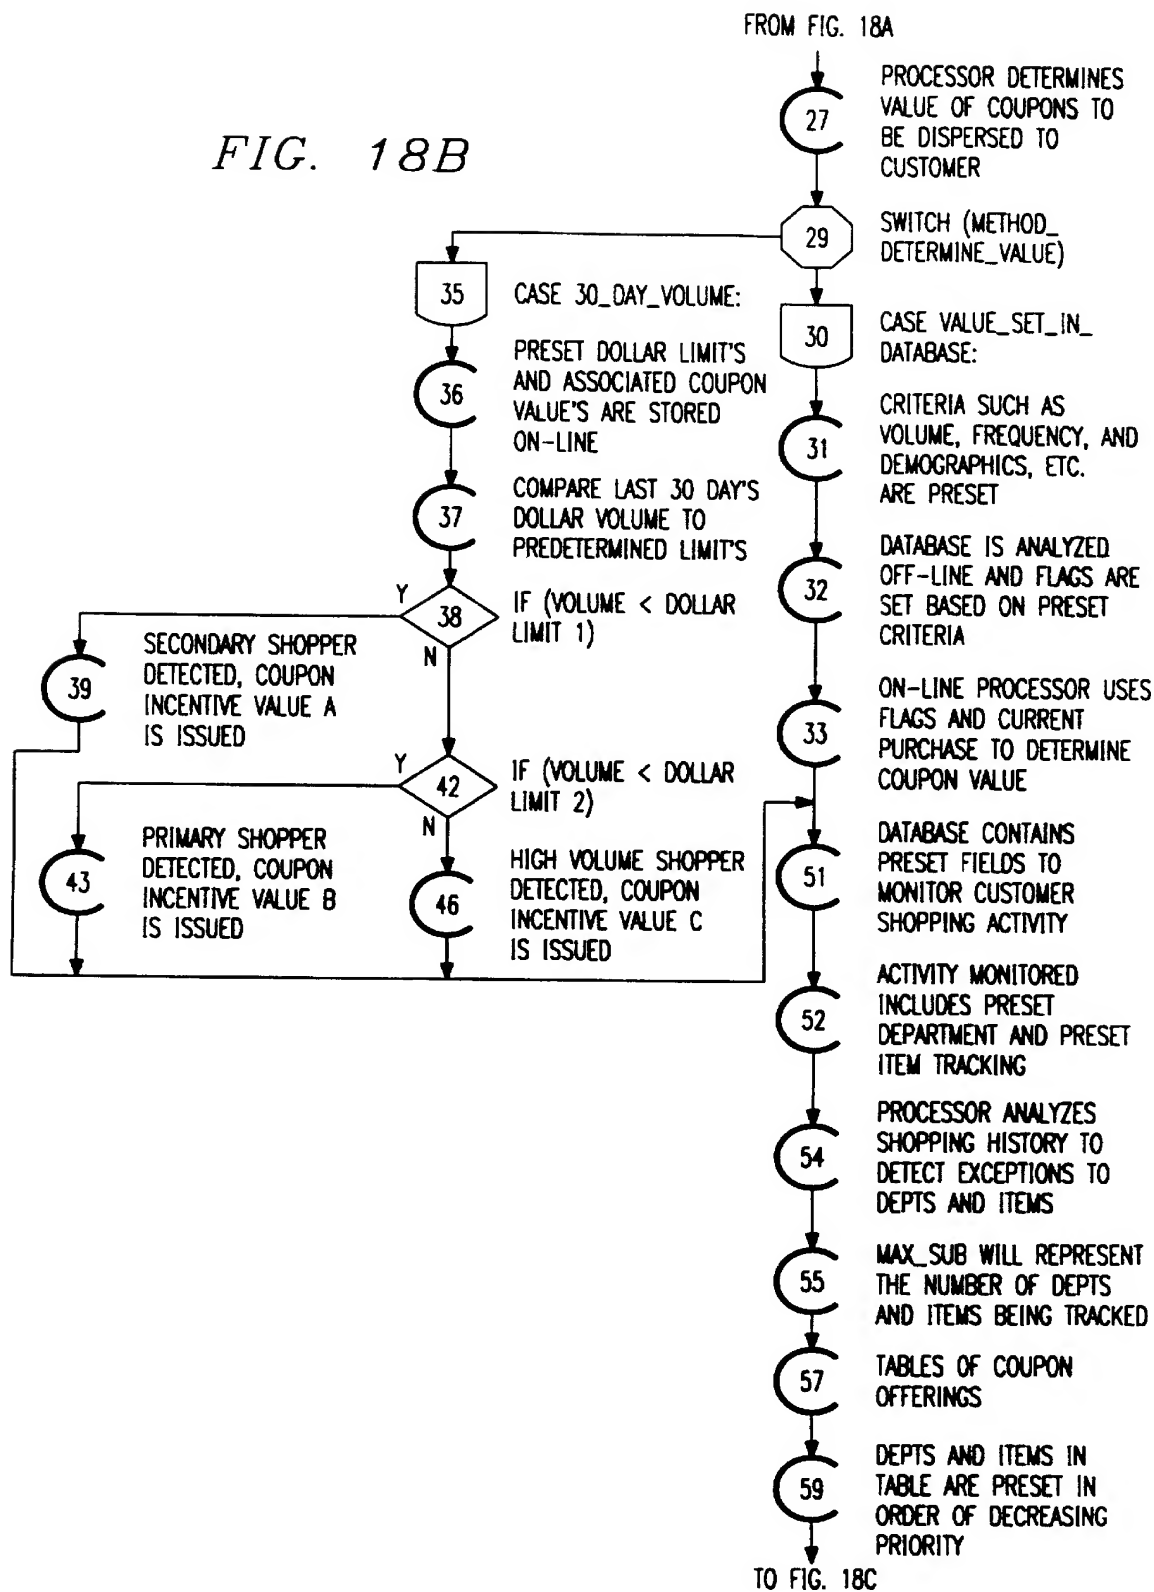 FROM FIG. 18A
FIG. 18B
27
PROCESSOR DETERMINES
VALUE OF COUPONS TO
BE DISPERSED TO
CUSTOMER
29
SWITCH (METHOD_
DETERMINE_VALUE)
35
CASE 30_DAY_VOLUME:
36
PRESET DOLLAR LIMIT'S
AND ASSOCIATED COUPON
VALUE'S ARE STORED
ON-LINE
37
COMPARE LAST 30 DAY'S
DOLLAR VOLUME TO
PREDETERMINED LIMIT'S
38
IF (VOLUME < DOLLAR
LIMIT 1)
Y
N
39
SECONDARY SHOPPER
DETECTED, COUPON
INCENTIVE VALUE A
IS ISSUED
42
IF (VOLUME < DOLLAR
LIMIT 2)
Y
N
43
PRIMARY SHOPPER
DETECTED, COUPON
INCENTIVE VALUE B
IS ISSUED
46
HIGH VOLUME SHOPPER
DETECTED, COUPON
INCENTIVE VALUE C
IS ISSUED
30
CASE VALUE_SET_IN_
DATABASE:
31
CRITERIA SUCH AS
VOLUME, FREQUENCY, AND
DEMOGRAPHICS, ETC.
ARE PRESET
32
DATABASE IS ANALYZED
OFF-LINE AND FLAGS ARE
SET BASED ON PRESET
CRITERIA
33
ON-LINE PROCESSOR USES
FLAGS AND CURRENT
PURCHASE TO DETERMINE
COUPON VALUE
51
DATABASE CONTAINS
PRESET FIELDS TO
MONITOR CUSTOMER
SHOPPING ACTIVITY
52
ACTIVITY MONITORED
INCLUDES PRESET
DEPARTMENT AND PRESET
ITEM TRACKING
54
PROCESSOR ANALYZES
SHOPPING HISTORY TO
DETECT EXCEPTIONS TO
DEPTS AND ITEMS
55
MAX_SUB WILL REPRESENT
THE NUMBER OF DEPTS
AND ITEMS BEING TRACKED
57
TABLES OF COUPON
OFFERINGS
59
DEPTS AND ITEMS IN
TABLE ARE PRESET IN
ORDER OF DECREASING
PRIORITY
TO FIG. 18C